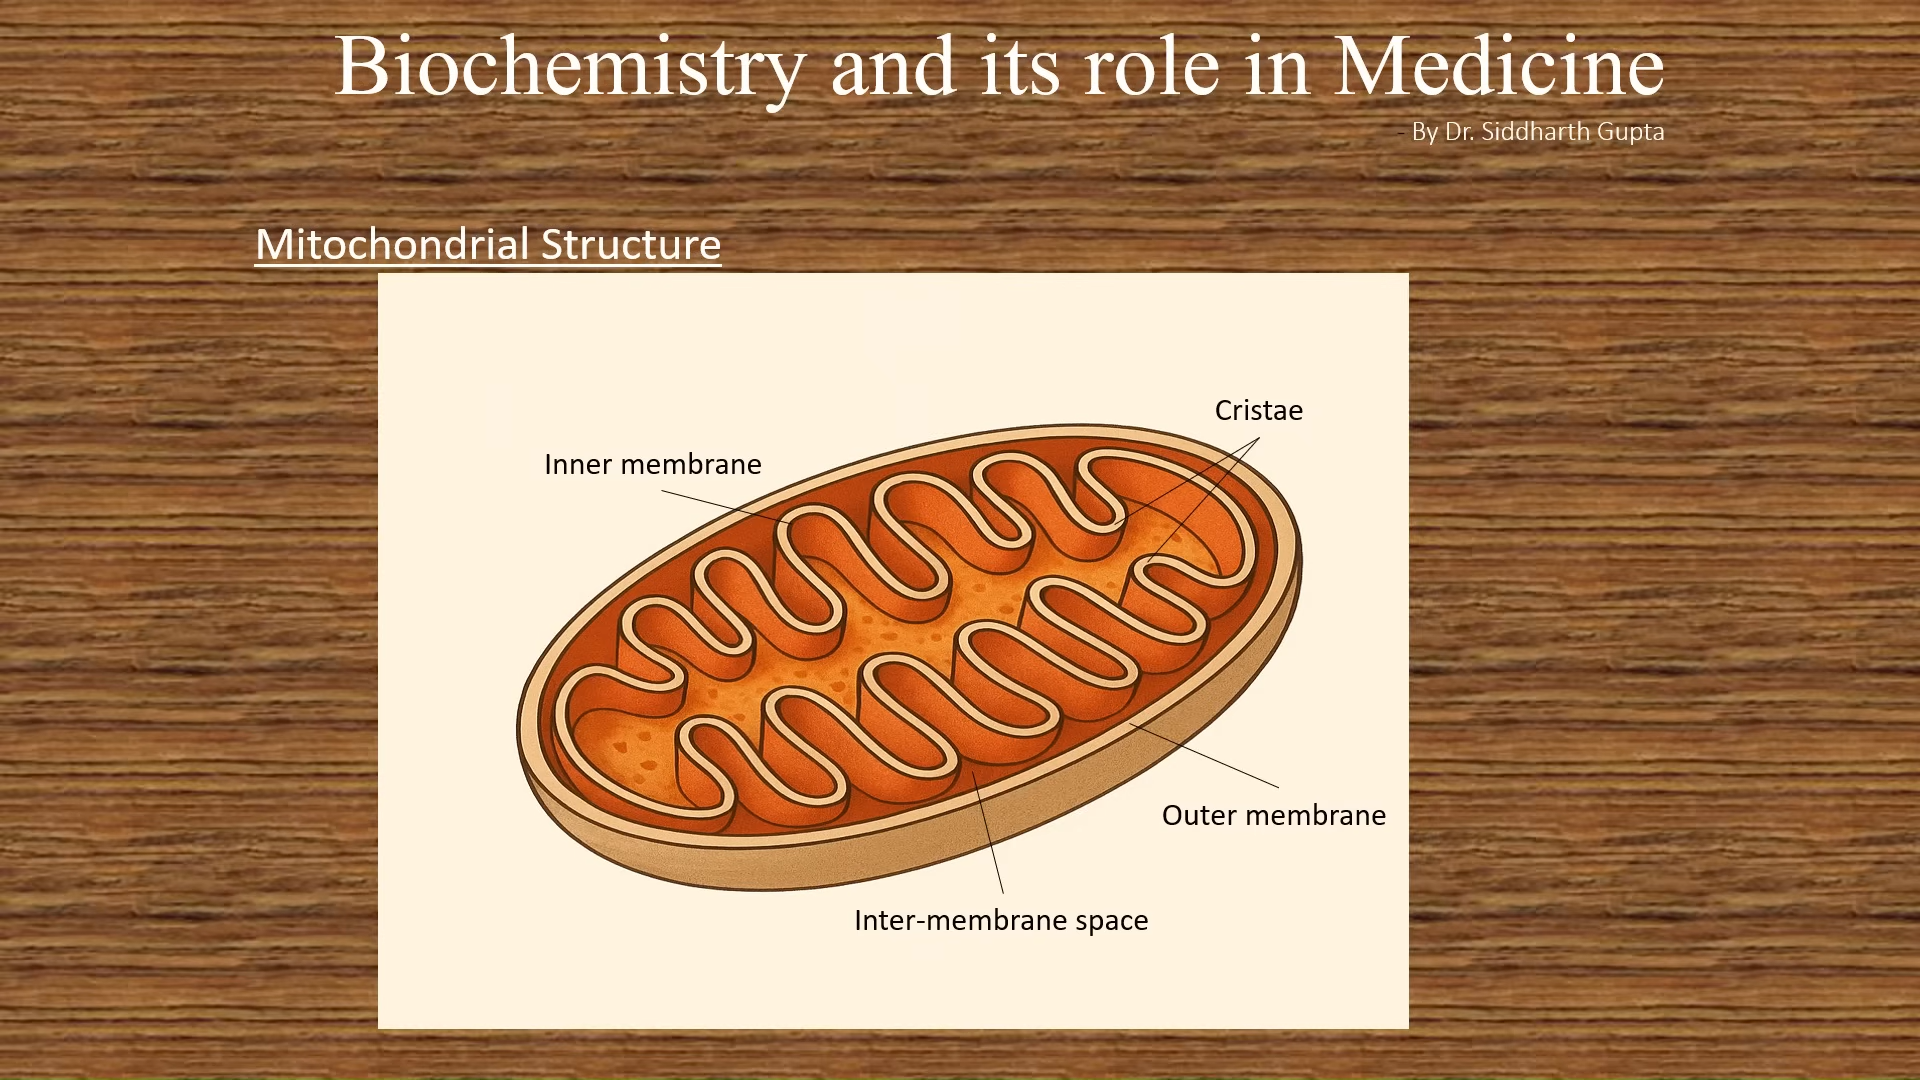 Biochemistry and its role in Medicine
- By Dr. Siddharth Gupta
Mitochondrial Structure
Cristae
Inner membrane
Outer membrane
Inter-membrane space